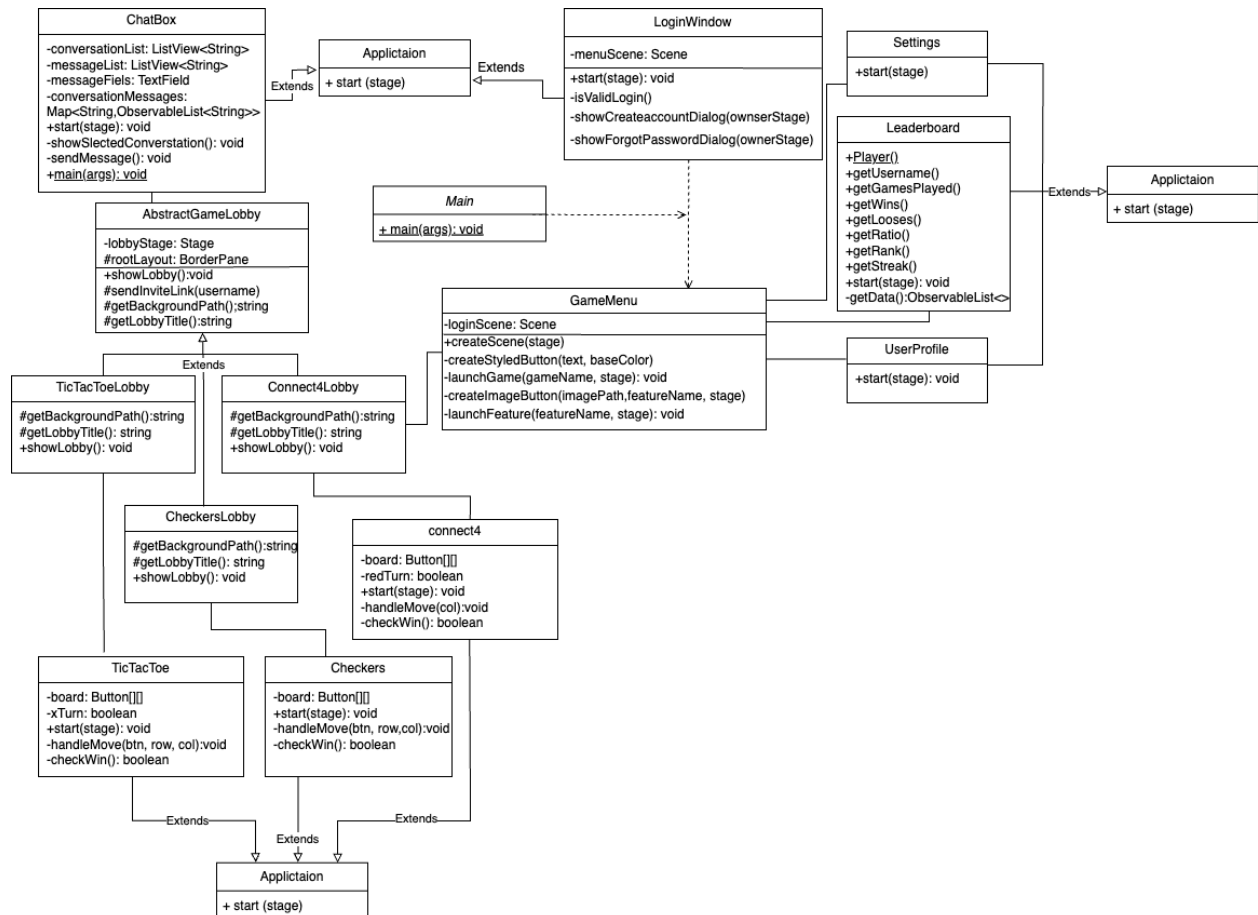 ChatBox
-conversationList: ListView<String>
-messageList: ListView<String>
-messageFiels: TextField
-conversationMessages:
Map<String,ObservableList<String>>
+start(stage): void
-showSlectedConverstation(): void
-sendMessage(): void
+main(args): void
Extends
Applictaion
+ start (stage)
Extends
LoginWindow
-menuScene: Scene
+start(stage): void
-isValidLogin()
-showCreateaccountDialog(ownserStage)
-showForgotPasswordDialog(ownerStage)
Settings
+start(stage)
Leaderboard
+Player()
+getUsername()
+getGamesPlayed()
+getWins()
+getLooses()
+getRatio()
+getRank()
+getStreak()
+start(stage): void
-getData():ObservableList<>
Extends
Applictaion
+ start (stage)
Main
+ main(args): void
AbstractGameLobby
-lobbyStage: Stage
#rootLayout: BorderPane
+showLobby():void
#sendInviteLink(username)
#getBackgroundPath();string
#getLobbyTitle():string
GameMenu
-loginScene: Scene
+createScene(stage)
-createStyledButton(text, baseColor)
-launchGame(gameName, stage): void
-createImageButton(imagePath,featureName, stage)
-launchFeature(featureName, stage): void
UserProfile
+start(stage): void
Extends
TicTacToeLobby
#getBackgroundPath():string
#getLobbyTitle(): string
+showLobby(): void
Connect4Lobby
#getBackgroundPath():string
#getLobbyTitle(): string
+showLobby(): void
CheckersLobby
#getBackgroundPath():string
#getLobbyTitle(): string
+showLobby(): void
connect4
-board: Button[][]
-redTurn: boolean
+start(stage): void
-handleMove(col):void
-checkWin(): boolean
TicTacToe
-board: Button[][]
-xTurn: boolean
+start(stage): void
-handleMove(btn, row, col):void
-checkWin(): boolean
Checkers
-board: Button[][]
+start(stage): void
-handleMove(btn, row,col):void
-checkWin(): boolean
Extends
Extends
Extends
Applictaion
+ start (stage)